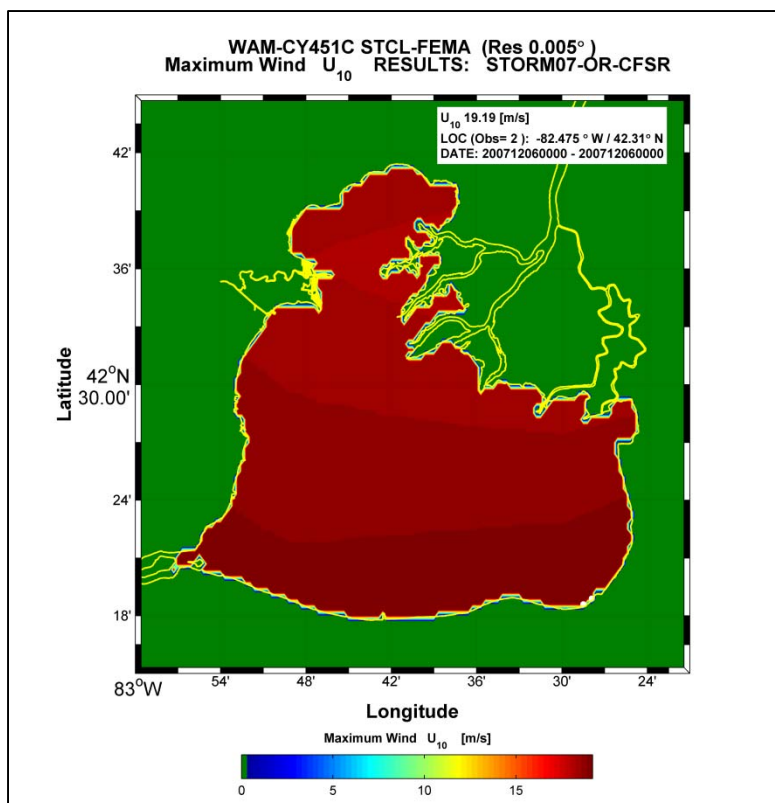 WAM-CY451C STCL-FEMA (Res 0.005° )
Maximum Wind U10 RESULTS: STORM07-OR-CFSR
U10 19.19 [m/s]
LOC (Obs= 2 ): -82.475 ° W / 42.31° N
DATE: 200712060000 - 200712060000
42'
36'
Latitude
42°N
30.00'
24'
18'
83°W
54'
48'
42'
36'
30'
24'
Longitude
Maximum Wind U10 [m/s]
0
5
10
15